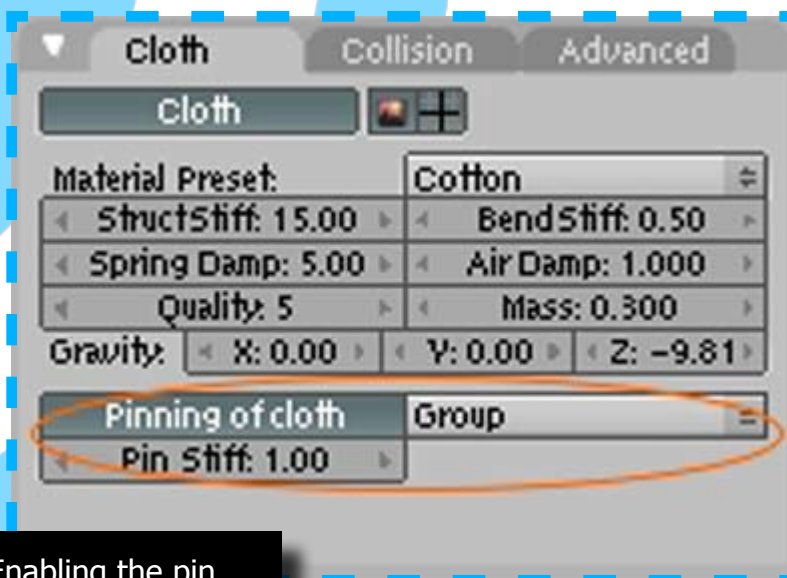 Cloth Collision Advanced
Cloth
Material Preset: Cotton
StructStiff: 15.00 BendStiff: 0.50
Spring Damp: 5.00 Air Damp: 1.000
Quality: 5 Mass: 0.300
Gravity: X: 0.00 Y: 0.00 Z: -9.81
Pinning of cloth Group
Pin Stiff: 1.00
Enabling the pin